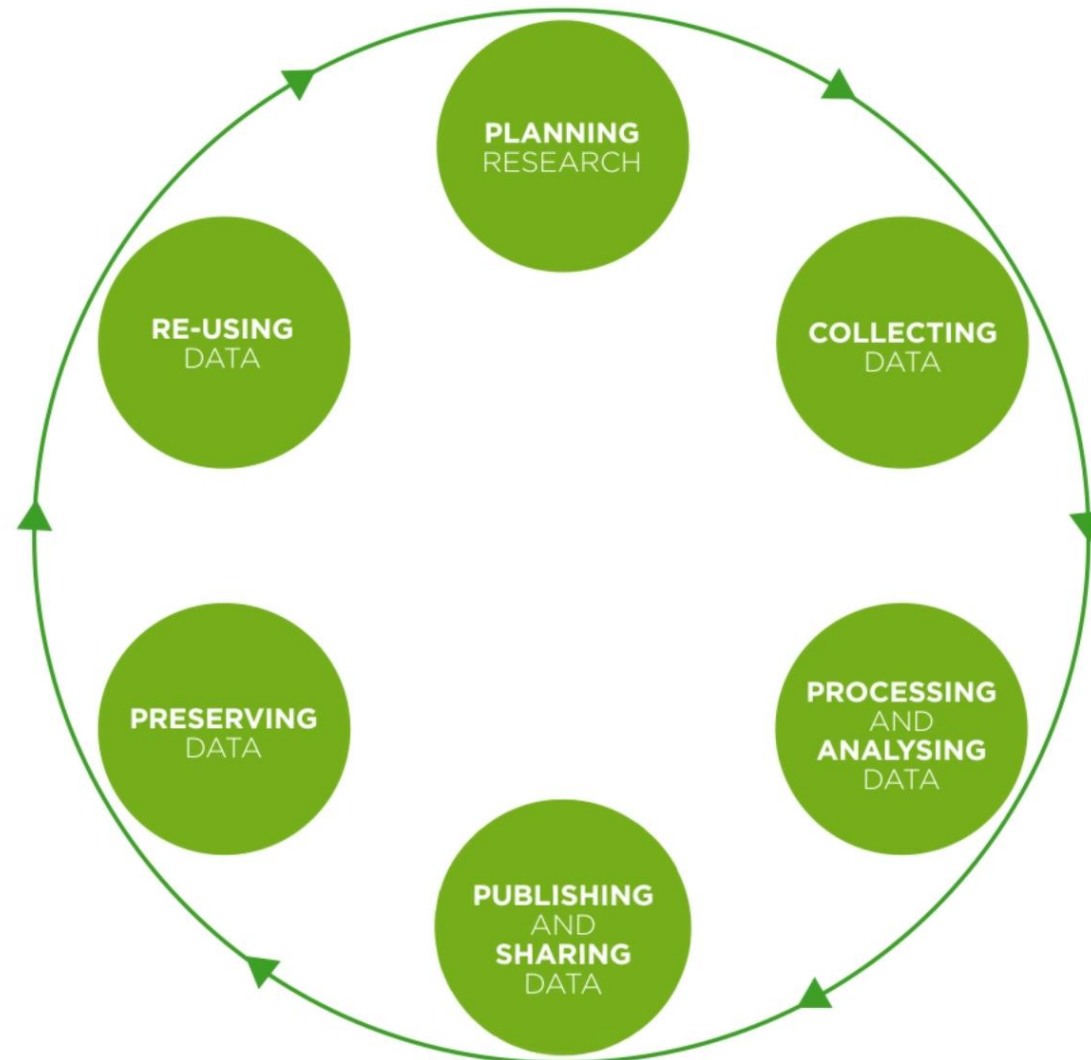 PLANNING
RESEARCH
COLLECTING
DATA
PROCESSING
AND
ANALYSING
DATA
PUBLISHING
AND
SHARING
DATA
PRESERVING
DATA
RE-USING
DATA